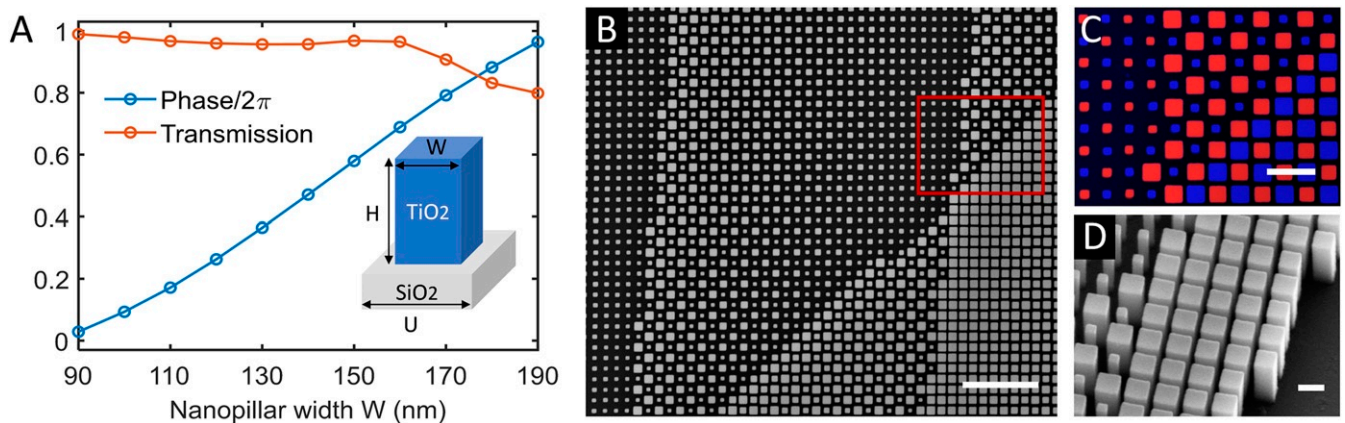 A
1
0.8
0.6
0.4
0.2
0
Phase/2π
Transmission
W
H
TiO2
SiO2
U
90 110 130 150 170 190
Nanopillar width W (nm)
B
C
D